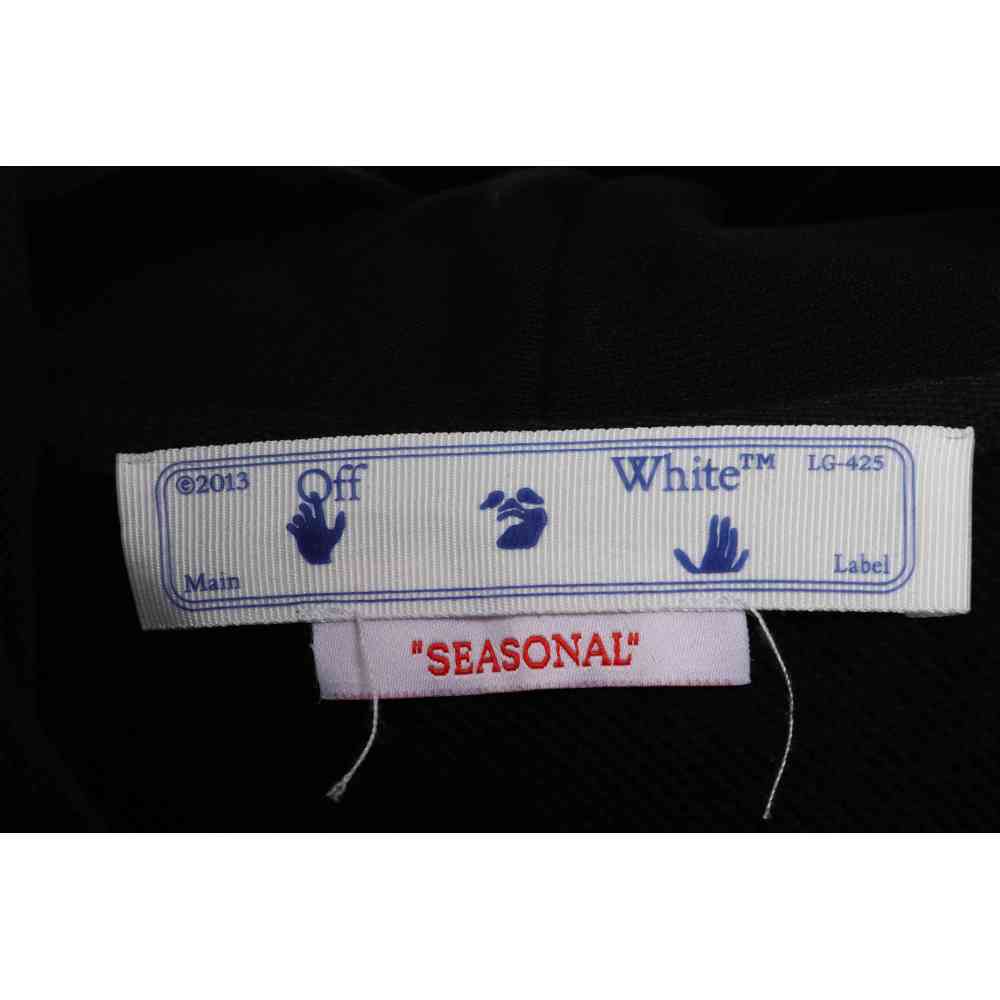 ©2013 Off White™ LG-425
Main Label
"SEASONAL"